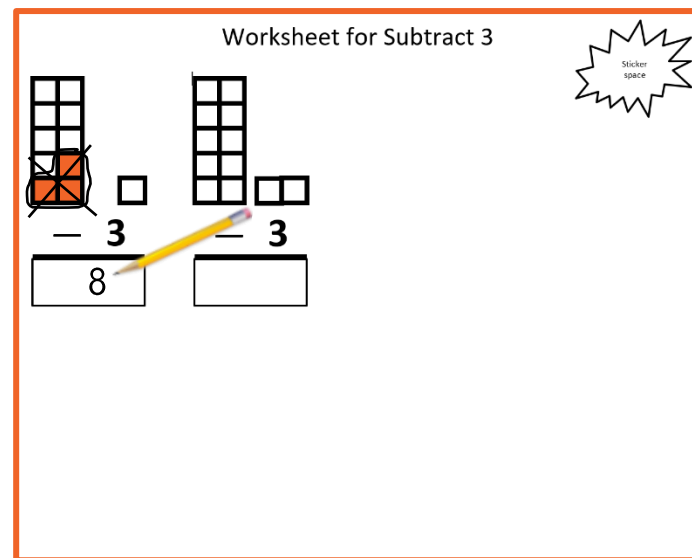 Worksheet for Subtract 3
Sticker
space
— 3
— 3
8